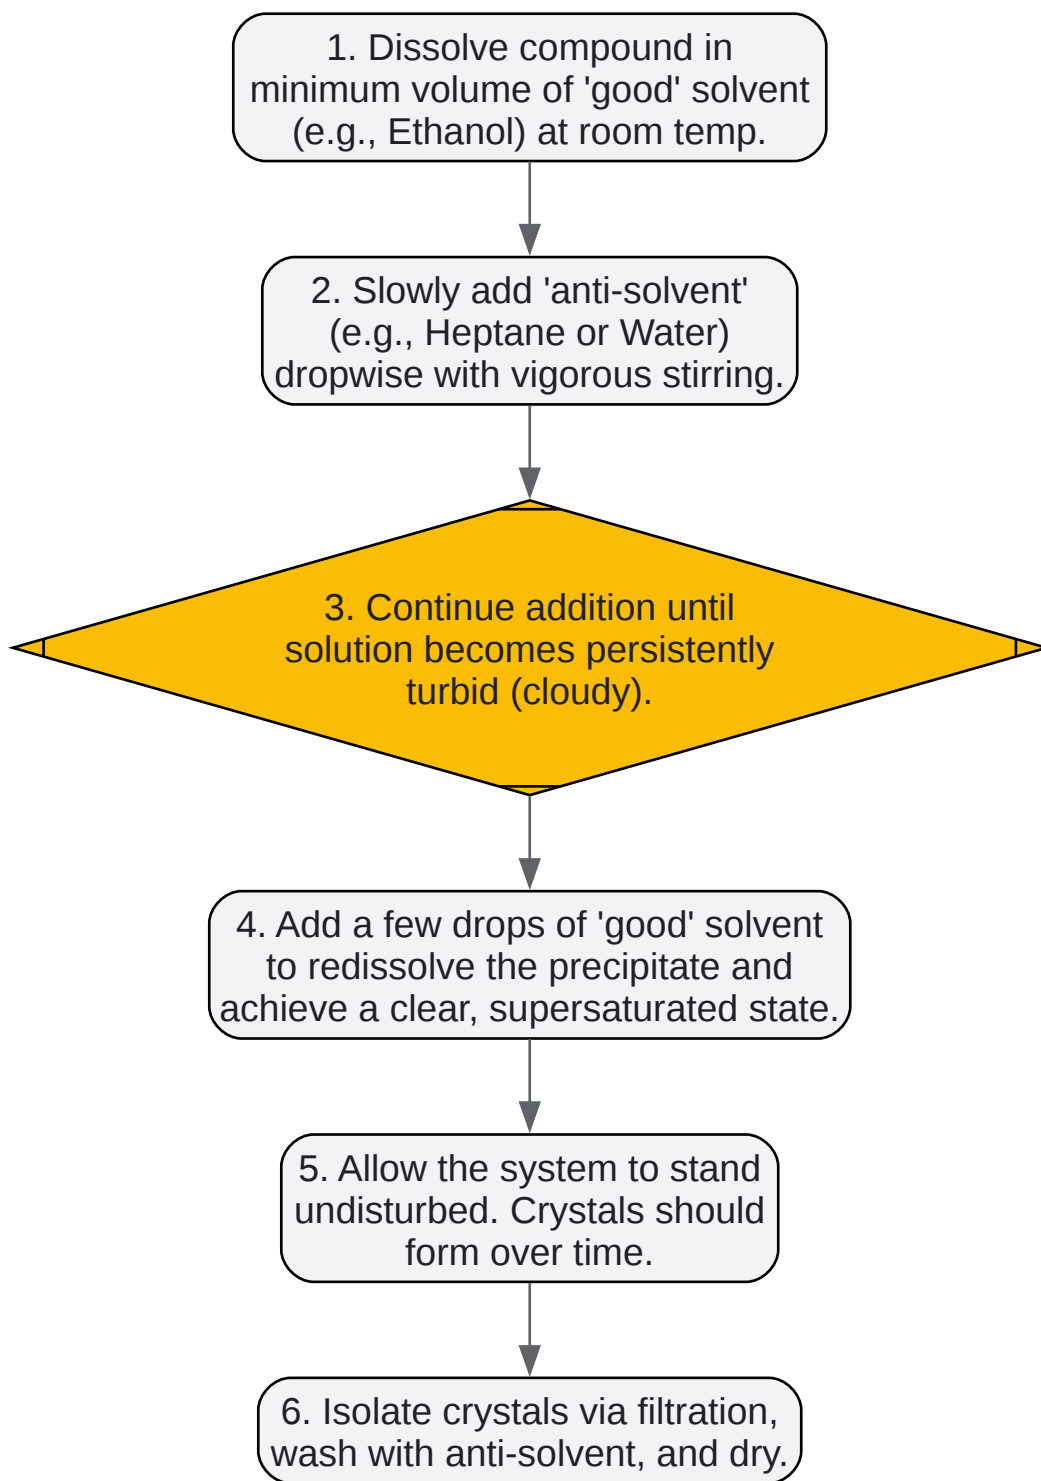 1. Dissolve compound in
minimum volume of 'good' solvent
(e.g., Ethanol) at room temp.
2. Slowly add 'anti-solvent'
(e.g., Heptane or Water)
dropwise with vigorous stirring.
3. Continue addition until
solution becomes persistently
turbid (cloudy).
4. Add a few drops of 'good' solvent
to redissolve the precipitate and
achieve a clear, supersaturated state.
5. Allow the system to stand
undisturbed. Crystals should
form over time.
6. Isolate crystals via filtration,
wash with anti-solvent, and dry.